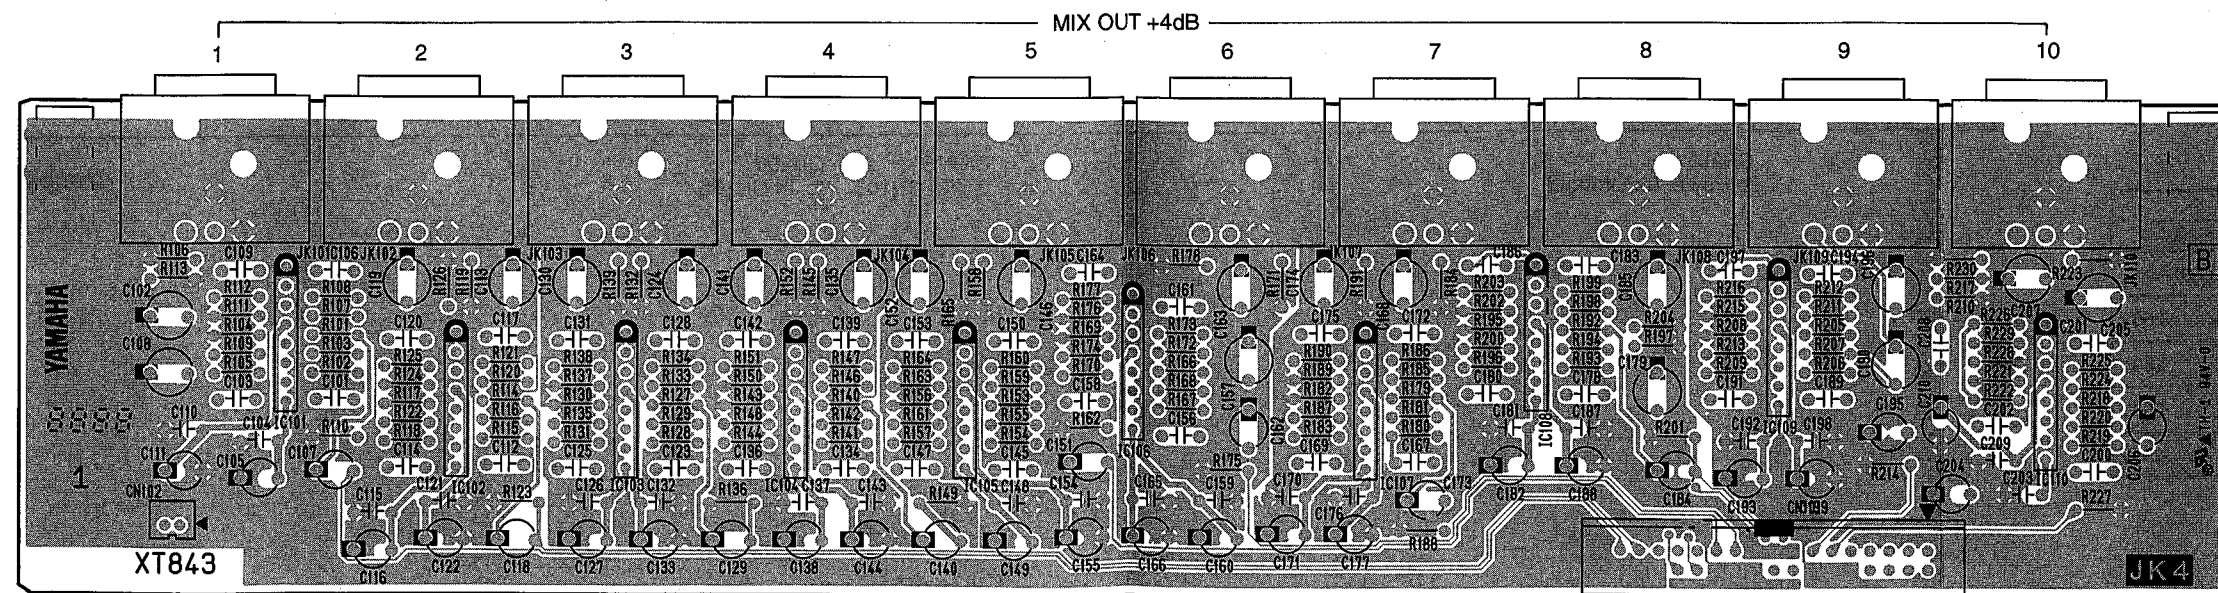 MIX OUT +4dB
1 2 3 4 5 6 7 8 9 10
R106 C109 JK101 C106 JK102 JK103 JK104 JK105 C164 JK106 R178 JK107 C186 C183 JK108 C197 JK109 C194 R230 R223 JK110
R113 C119 R126 R119 C113 C130 R139 R132 C124 C141 R152 R145 C135 C152 R165 R158 C146 R171 C174 R191 C168 R184 C185 B
C102 R112 R108 R177 C161 R203 R199 R216 R212 R217
R111 R107 R176 R202 R198 R215 R211 R210 C207
C108 R104 R101 C120 C117 C131 C128 C142 C139 C153 C150 R169 R173 C163 C175 C172 R195 R192 R204 R208 R205 C208 C201 C205
R109 R103 R125 R121 R138 R134 R151 R147 R164 R160 R174 R172 R190 R186 R200 R194 R197 R213 R207
R105 R102 R124 R120 R137 R133 R150 R146 R163 R159 R170 R166 R189 R185 R196 R193 C179 R209 R206 C190 R225
C103 C101 R117 R114 R130 R127 R143 R140 R156 R153 C158 R168 C157 R182 R179 C180 C191 C189 C210 R224
YAMAHA
C110 C104 IC101 R110 R122 R116 R135 R129 R148 R142 R161 R155 R162 R167 C162 R187 R181 C181 IC108 C187 C195 C202 R220
R118 R115 R131 R128 R144 R141 R157 R154 C156 R183 R180 R201 C192 IC109 C198 C209 R219
C111 C105 C107 C114 C112 C125 C123 C136 C134 C147 C145 C151 IC106 R175 C169 C167 R214 C204 C203 IC110 C200 C206
1 CN102 C115 C121 IC102 R123 C126 IC103 C132 R136 IC104 C137 C143 R149 IC105 C148 C154 C165 C159 C170 C176 IC107 C173 C182 C188 C184 C193 C199 R227
XT843 C116 C122 C118 C127 C133 C129 C138 C144 C140 C149 C155 C166 C160 C171 C177 R188
JK4